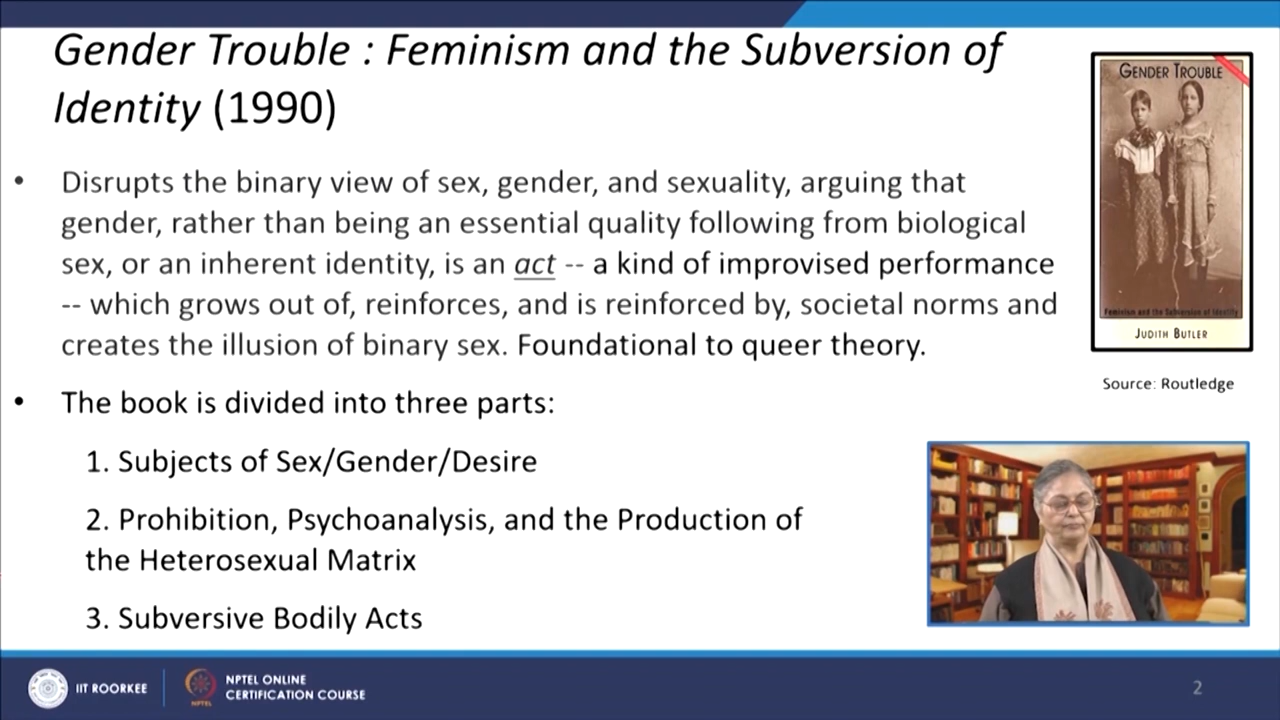 Gender Trouble : Feminism and the Subversion of
Identity (1990)
• Disrupts the binary view of sex, gender, and sexuality, arguing that
gender, rather than being an essential quality following from biological
sex, or an inherent identity, is an act -- a kind of improvised performance
-- which grows out of, reinforces, and is reinforced by, societal norms and
creates the illusion of binary sex. Foundational to queer theory.
• The book is divided into three parts:
1. Subjects of Sex/Gender/Desire
2. Prohibition, Psychoanalysis, and the Production of
the Heterosexual Matrix
3. Subversive Bodily Acts
GENDER TROUBLE
Feminism and the Subversion of Identity
JUDITH BUTLER
Source: Routledge
IIT ROORKEE
NPTEL
NPTEL ONLINE
CERTIFICATION COURSE
2